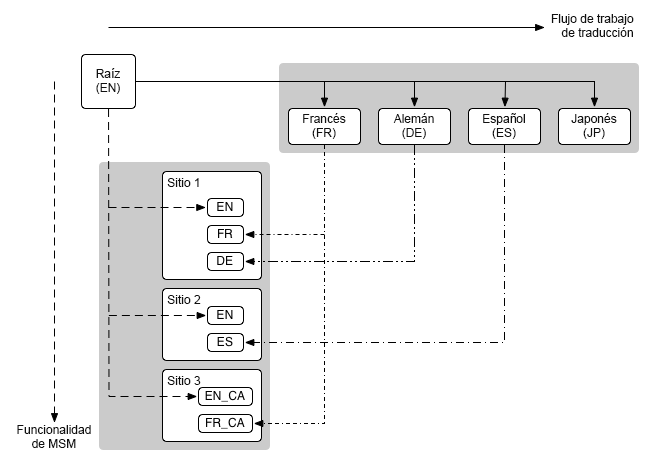 Flujo de trabajo
de traducción
Raíz
(EN)
Francés
(FR)
Alemán
(DE)
Español
(ES)
Japonés
(JP)
Sitio 1
EN
FR
DE
Sitio 2
EN
ES
Sitio 3
EN_CA
FR_CA
Funcionalidad
de MSM